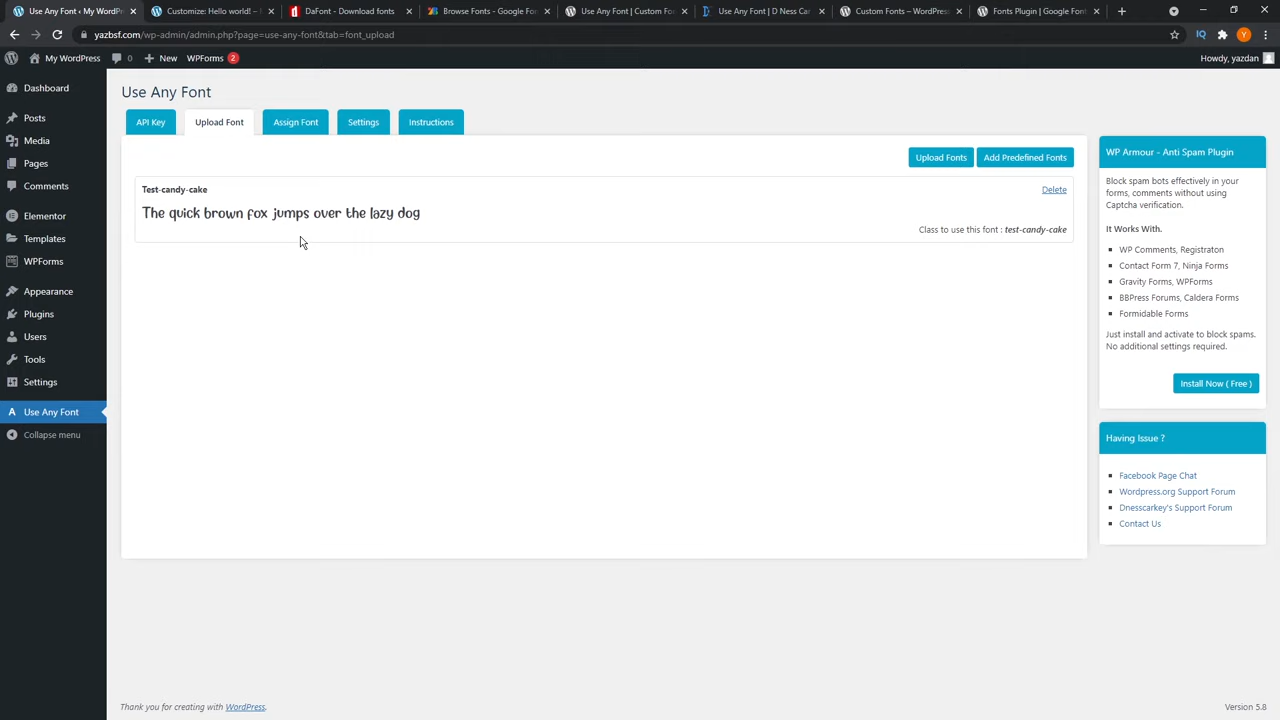 Use Any Font ‹ My WordPress
Customize: Hello world! –
DaFont - Download fonts
Browse Fonts - Google Fon
Use Any Font | Custom Fo
Use Any Font | D Ness Car
Custom Fonts – WordPress
Fonts Plugin | Google Font
yazbsf.com/wp-admin/admin.php?page=use-any-font&tab=font_upload
My WordPress
0
New
WPForms 2
Howdy, yazdan
Dashboard
Posts
Media
Pages
Comments
Elementor
Templates
WPForms
Appearance
Plugins
Users
Tools
Settings
Use Any Font
Collapse menu
Use Any Font
API Key
Upload Font
Assign Font
Settings
Instructions
Upload Fonts
Add Predefined Fonts
Test-candy-cake
Delete
The quick brown fox jumps over the lazy dog
Class to use this font : test-candy-cake
WP Armour - Anti Spam Plugin
Block spam bots effectively in your
forms, comments without using
Captcha verification.
It Works With.
WP Comments, Registraton
Contact Form 7, Ninja Forms
Gravity Forms, WPForms
BBPress Forums, Caldera Forms
Formidable Forms
Just install and activate to block spams.
No additional settings required.
Install Now ( Free )
Having Issue ?
Facebook Page Chat
Wordpress.org Support Forum
Dnesscarkey's Support Forum
Contact Us
Thank you for creating with WordPress.
Version 5.8